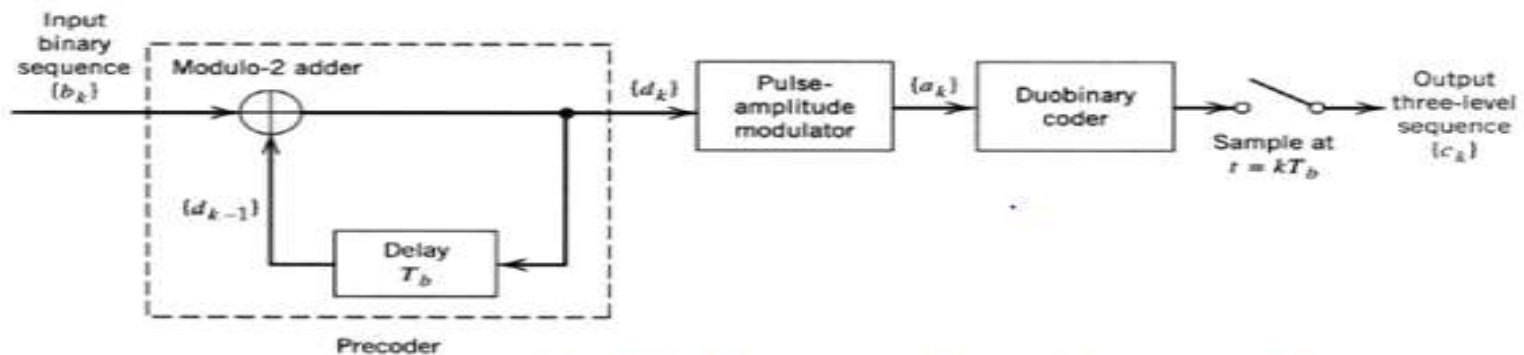 Input
binary
sequence
{b_k}
Modulo-2 adder
{d_k}
Pulse-
amplitude
modulator
{a_k}
Duobinary
coder
Sample at
t = kT_b
Output
three-level
sequence
{c_k}
{d_{k-1}}
Delay
T_b
Precoder